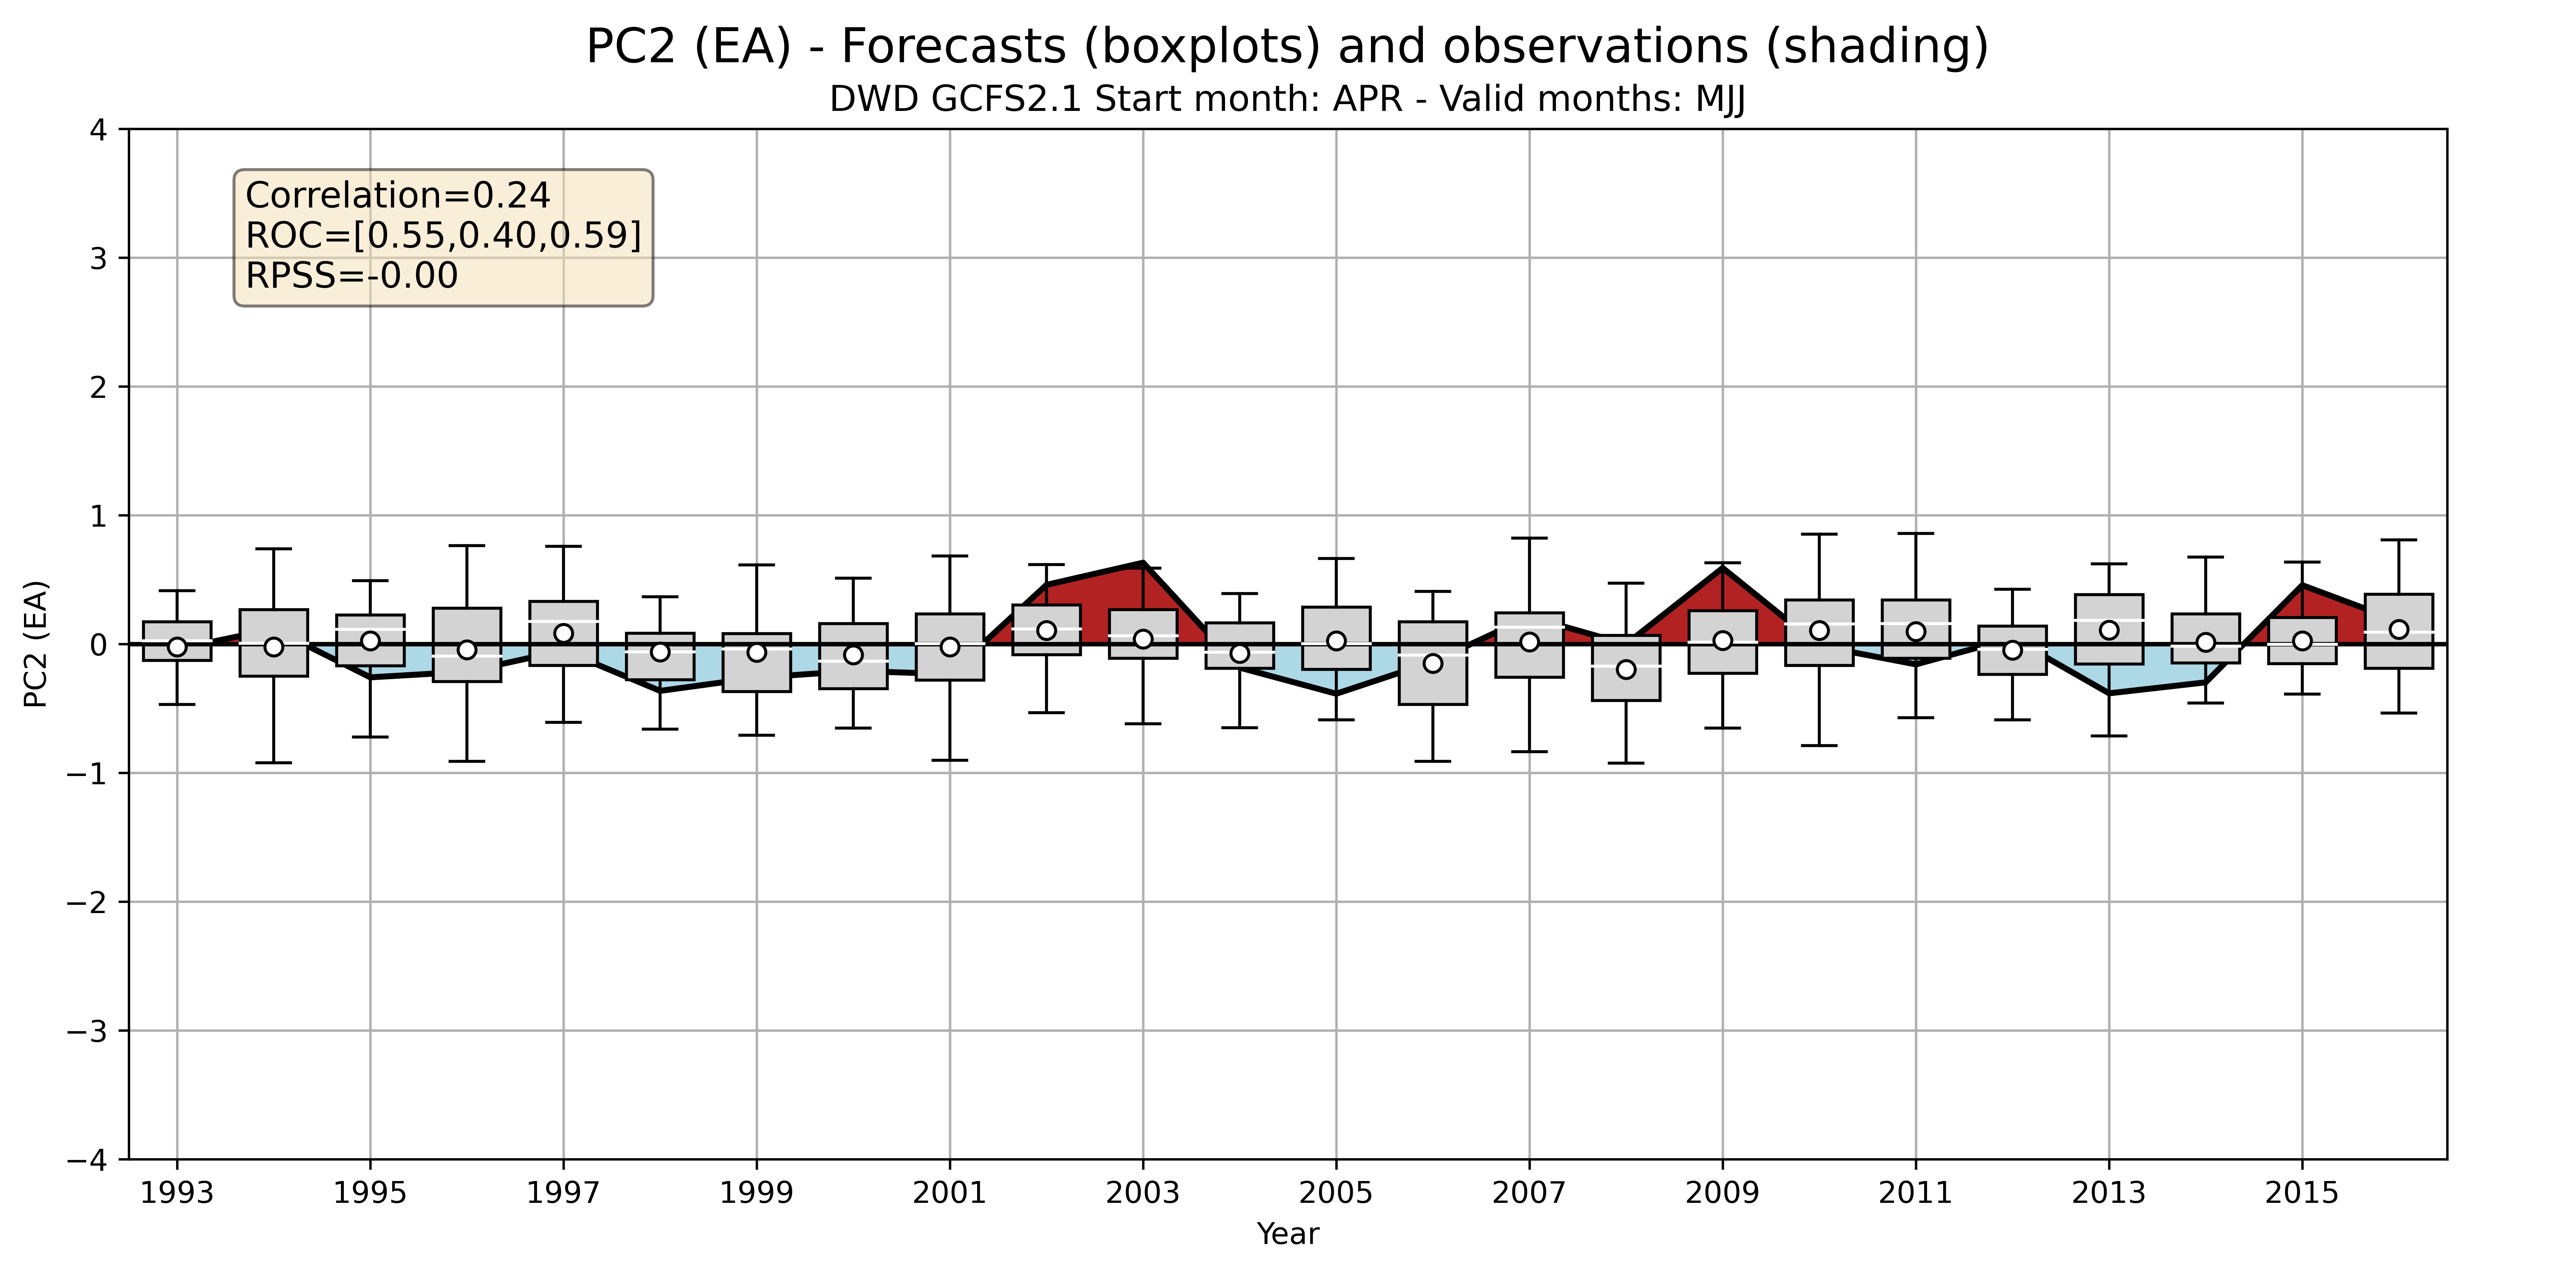 PC2 (EA) - Forecasts (boxplots) and observations (shading)
DWD GCFS2.1 Start month: APR - Valid months: MJJ
Correlation=0.24
ROC=[0.55,0.40,0.59]
RPSS=-0.00
PC2 (EA)
4
3
2
1
0
−1
−2
−3
−4
1993 1995 1997 1999 2001 2003 2005 2007 2009 2011 2013 2015
Year